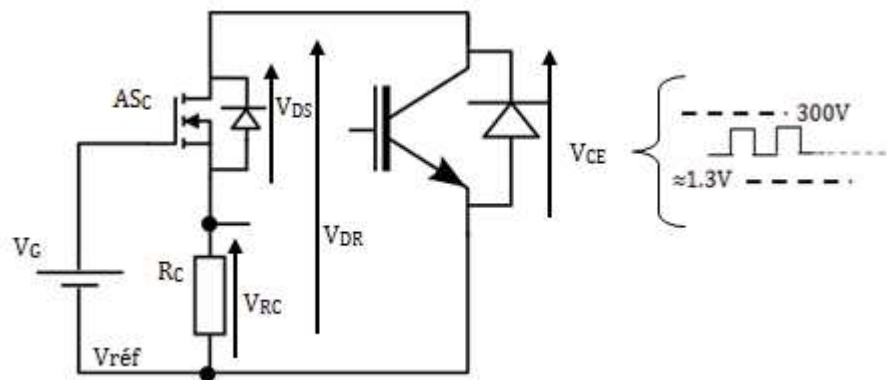 ASc
VDS
300V
VCE
≈1.3V
VDR
VG
RC
VRC
Vréf